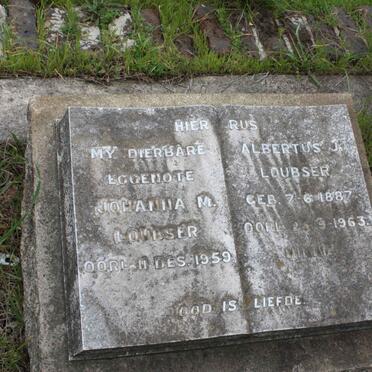 HIER RUS
MY DIERBARE
EGGENOTE
JOHANNA M.
LOUBSER
OORL. 11 DES. 1959
ALBERTUS J.
LOUBSER
GEB. 7-6-1887
OORL. 9-1963
GOD IS LIEFDE